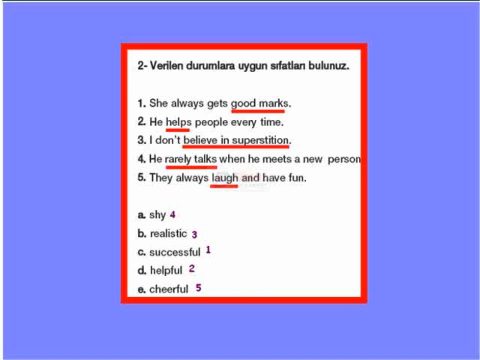 2- Verilen durumlara uygun sıfatları bulunuz.
1. She always gets good marks.
2. He helps people every time.
3. I don't believe in superstition.
4. He rarely talks when he meets a new person
5. They always laugh and have fun.
a. shy 4
b. realistic 3
c. successful 1
d. helpful 2
e. cheerful 5